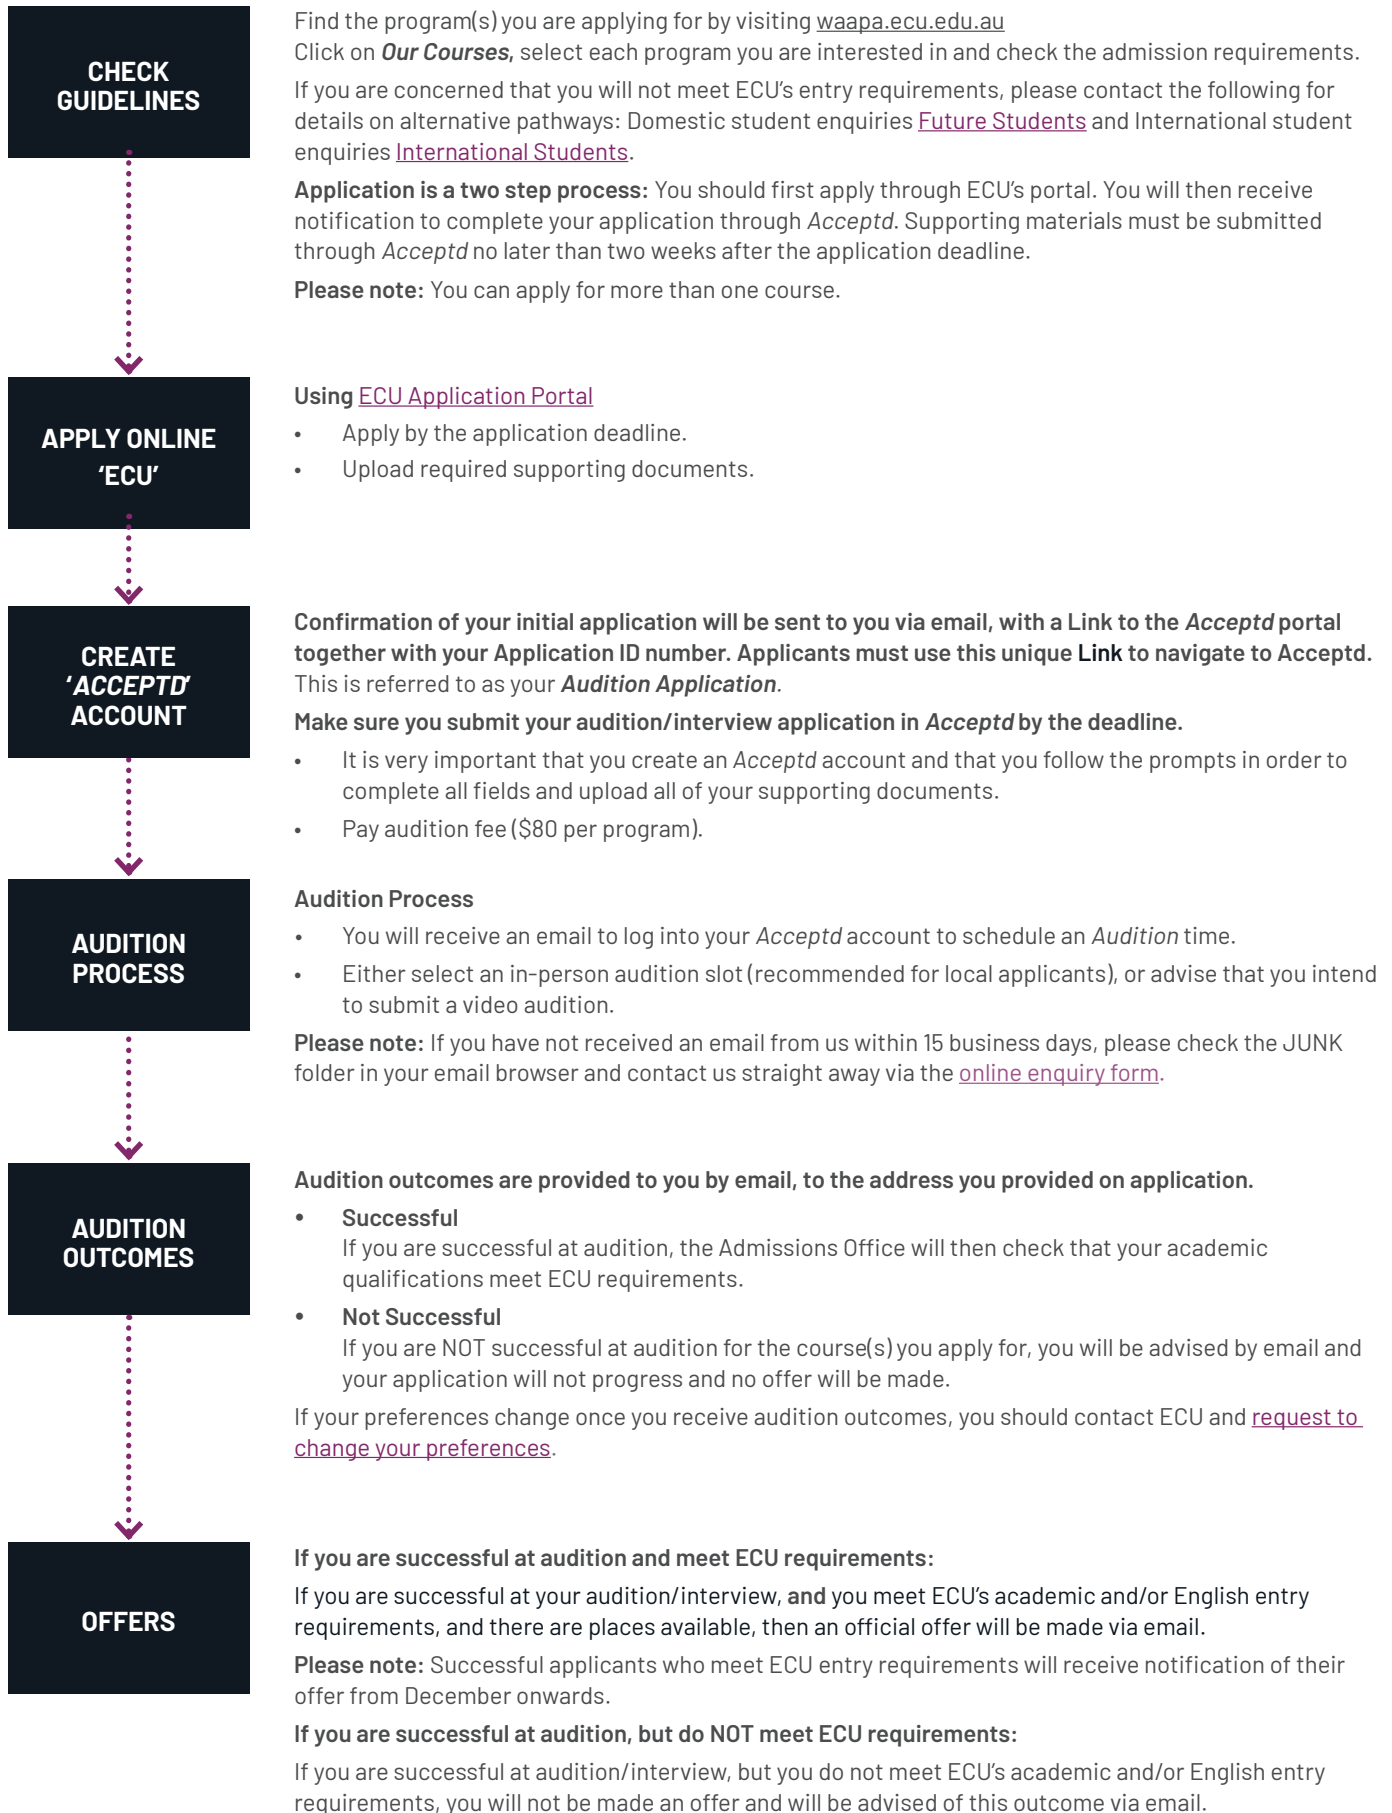 CHECK
GUIDELINES
Find the program(s) you are applying for by visiting waapa.ecu.edu.au
Click on Our Courses, select each program you are interested in and check the admission requirements.
If you are concerned that you will not meet ECU's entry requirements, please contact the following for
details on alternative pathways: Domestic student enquiries Future Students and International student
enquiries International Students.
Application is a two step process: You should first apply through ECU's portal. You will then receive
notification to complete your application through Acceptd. Supporting materials must be submitted
through Acceptd no later than two weeks after the application deadline.
Please note: You can apply for more than one course.
APPLY ONLINE
'ECU'
Using ECU Application Portal
• Apply by the application deadline.
• Upload required supporting documents.
CREATE
'ACCEPTD'
ACCOUNT
Confirmation of your initial application will be sent to you via email, with a Link to the Acceptd portal
together with your Application ID number. Applicants must use this unique Link to navigate to Acceptd.
This is referred to as your Audition Application.
Make sure you submit your audition/interview application in Acceptd by the deadline.
• It is very important that you create an Acceptd account and that you follow the prompts in order to
complete all fields and upload all of your supporting documents.
• Pay audition fee ($80 per program).
AUDITION
PROCESS
Audition Process
• You will receive an email to log into your Acceptd account to schedule an Audition time.
• Either select an in-person audition slot (recommended for local applicants), or advise that you intend
to submit a video audition.
Please note: If you have not received an email from us within 15 business days, please check the JUNK
folder in your email browser and contact us straight away via the online enquiry form.
AUDITION
OUTCOMES
Audition outcomes are provided to you by email, to the address you provided on application.
• Successful
If you are successful at audition, the Admissions Office will then check that your academic
qualifications meet ECU requirements.
• Not Successful
If you are NOT successful at audition for the course(s) you apply for, you will be advised by email and
your application will not progress and no offer will be made.
If your preferences change once you receive audition outcomes, you should contact ECU and request to
change your preferences.
OFFERS
If you are successful at audition and meet ECU requirements:
If you are successful at your audition/interview, and you meet ECU's academic and/or English entry
requirements, and there are places available, then an official offer will be made via email.
Please note: Successful applicants who meet ECU entry requirements will receive notification of their
offer from December onwards.
If you are successful at audition, but do NOT meet ECU requirements:
If you are successful at audition/interview, but you do not meet ECU's academic and/or English entry
requirements, you will not be made an offer and will be advised of this outcome via email.